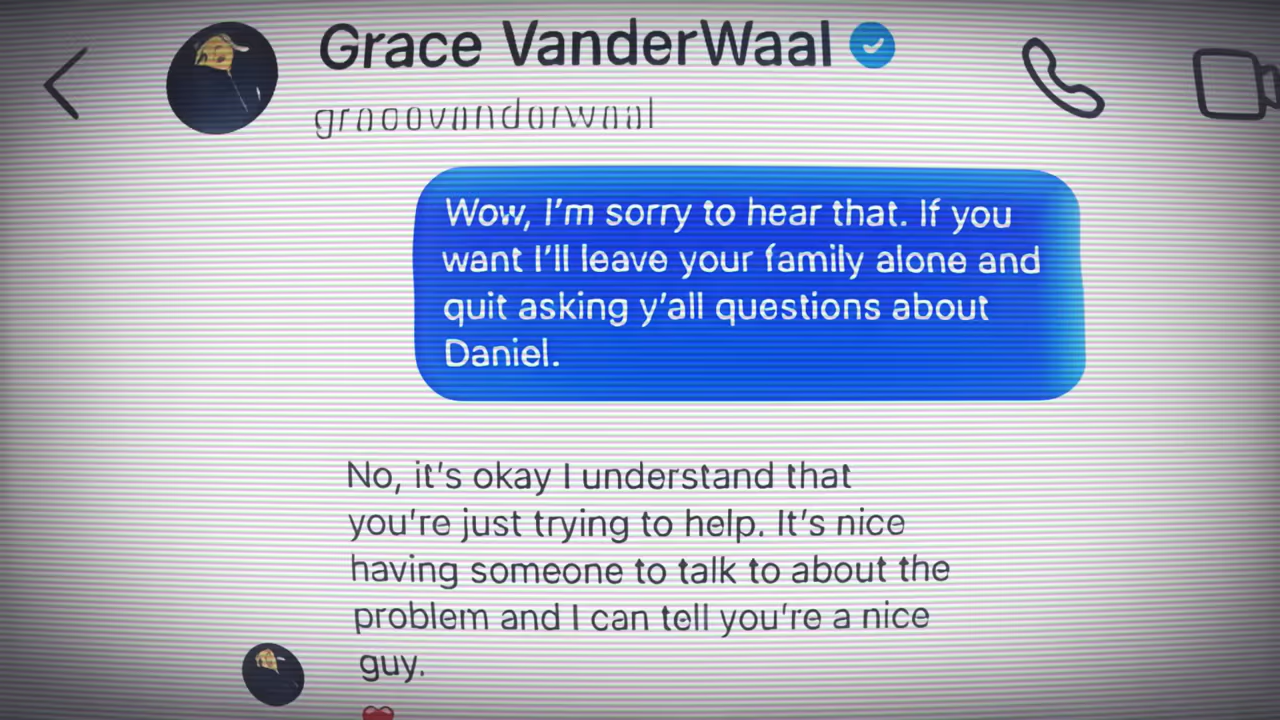 Grace VanderWaal
Wow, I'm sorry to hear that. If you
want I'll leave your family alone and
quit asking y'all questions about
Daniel.
No, it's okay I understand that
you're just trying to help. It's nice
having someone to talk to about the
problem and I can tell you're a nice
guy.